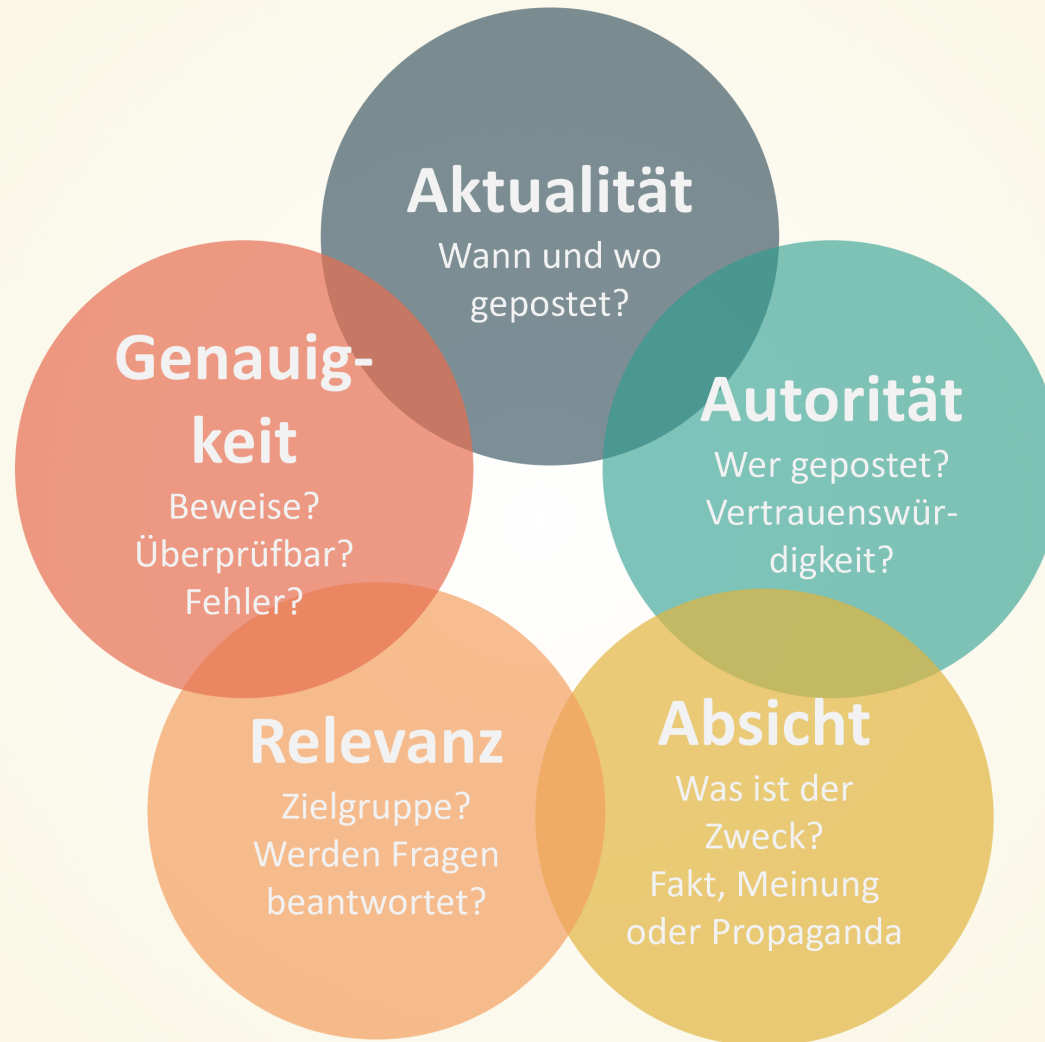 Aktualität
Wann und wo
gepostet?
Autorität
Wer gepostet?
Vertrauenswür-
digkeit?
Absicht
Was ist der
Zweck?
Fakt, Meinung
oder Propaganda
Relevanz
Zielgruppe?
Werden Fragen
beantwortet?
Genauig-
keit
Beweise?
Überprüfbar?
Fehler?